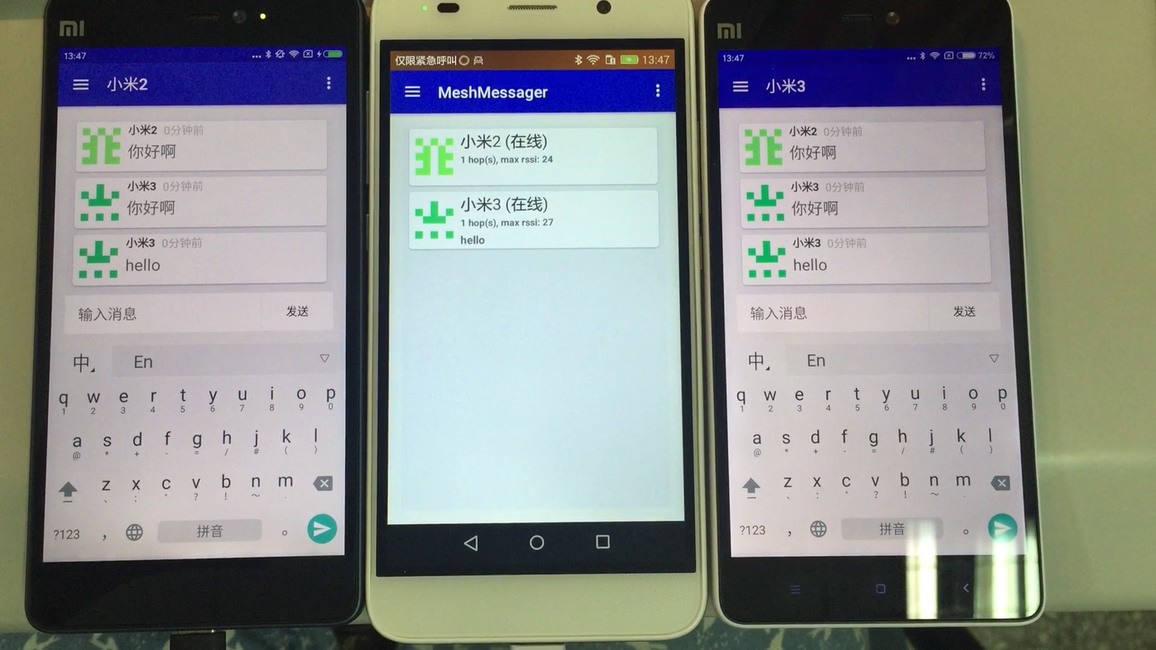 mi
13:47
小米2
小米2 0分钟前
你好啊
小米3 0分钟前
你好啊
小米3 0分钟前
hello
输入消息 发送
中 En
q w e r t y u i o p
1 2 3 4 5 6 7 8 9 0
a s d f g h j k l
z x c v b n m
?123 , 拼音 。
仅限紧急呼叫 13:47
MeshMessager
小米2 (在线)
1 hop(s), max rssi: 24
小米3 (在线)
1 hop(s), max rssi: 27
hello
mi
13:47 72%
小米3
小米2 0分钟前
你好啊
小米3 0分钟前
你好啊
小米3 0分钟前
hello
输入消息 发送
中 En
q w e r t y u i o p
1 2 3 4 5 6 7 8 9 0
a s d f g h j k l
z x c v b n m
?123 , 拼音 。